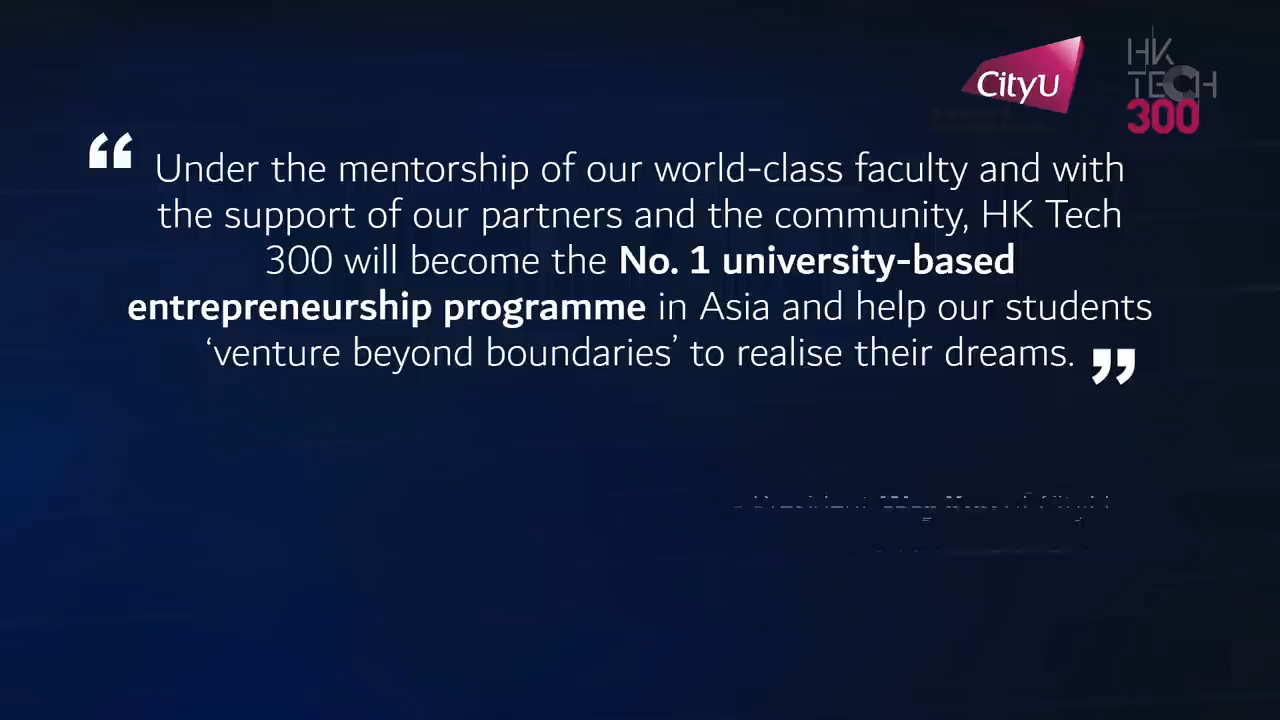 CityU
HK
TECH
300
“ Under the mentorship of our world-class faculty and with
the support of our partners and the community, HK Tech
300 will become the No. 1 university-based
entrepreneurship programme in Asia and help our students
‘venture beyond boundaries’ to realise their dreams. ”